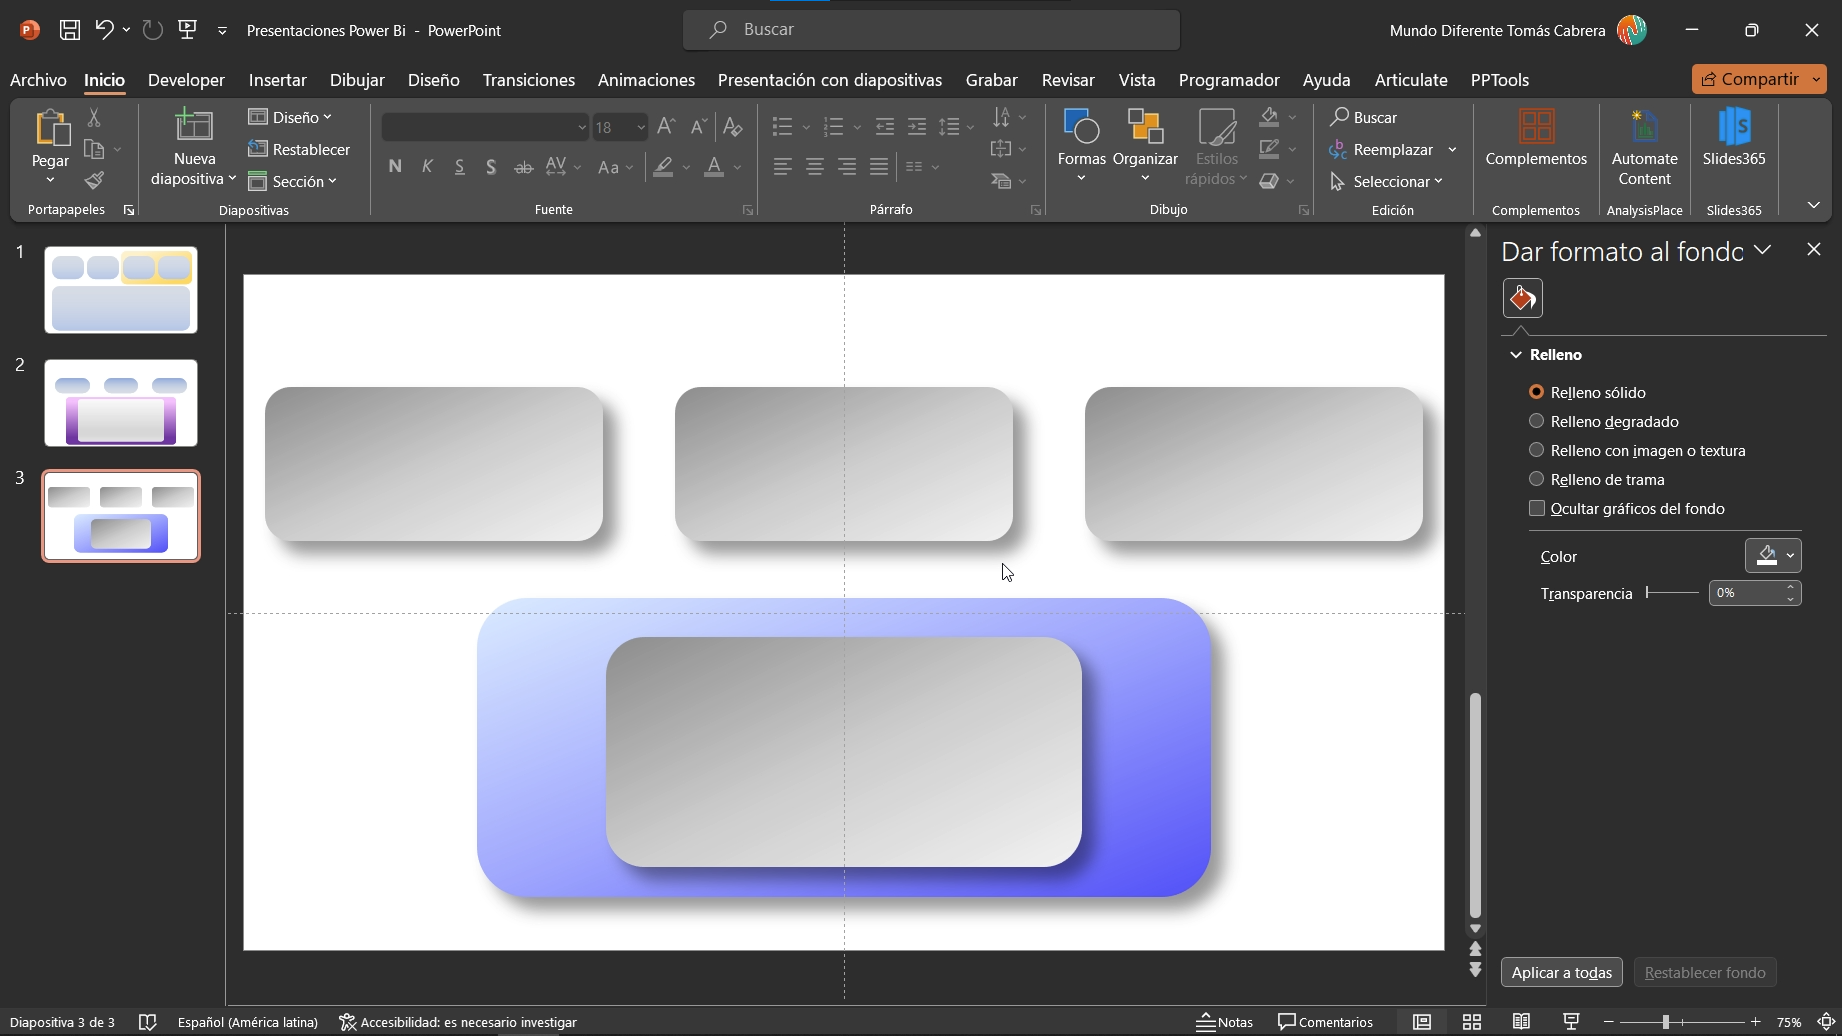 Presentaciones Power Bi - PowerPoint
Buscar
Mundo Diferente Tomás Cabrera
Archivo Inicio Developer Insertar Dibujar Diseño Transiciones Animaciones Presentación con diapositivas Grabar Revisar Vista Programador Ayuda Articulate PPTools
Compartir
Pegar
Portapapeles
Nueva diapositiva
Diseño
Restablecer
Sección
Diapositivas
18
N K S S ab AV Aa A
Fuente
Párrafo
Formas
Organizar
Estilos rápidos
Dibujo
Buscar
Reemplazar
Seleccionar
Edición
Complementos
Complementos
Automate Content
AnalysisPlace
Slides365
Slides365
1
2
3
Dar formato al fondo
Relleno
Relleno sólido
Relleno degradado
Relleno con imagen o textura
Relleno de trama
Ocultar gráficos del fondo
Color
Transparencia 0%
Aplicar a todas
Restablecer fondo
Diapositiva 3 de 3
Español (América latina)
Accesibilidad: es necesario investigar
Notas
Comentarios
75%